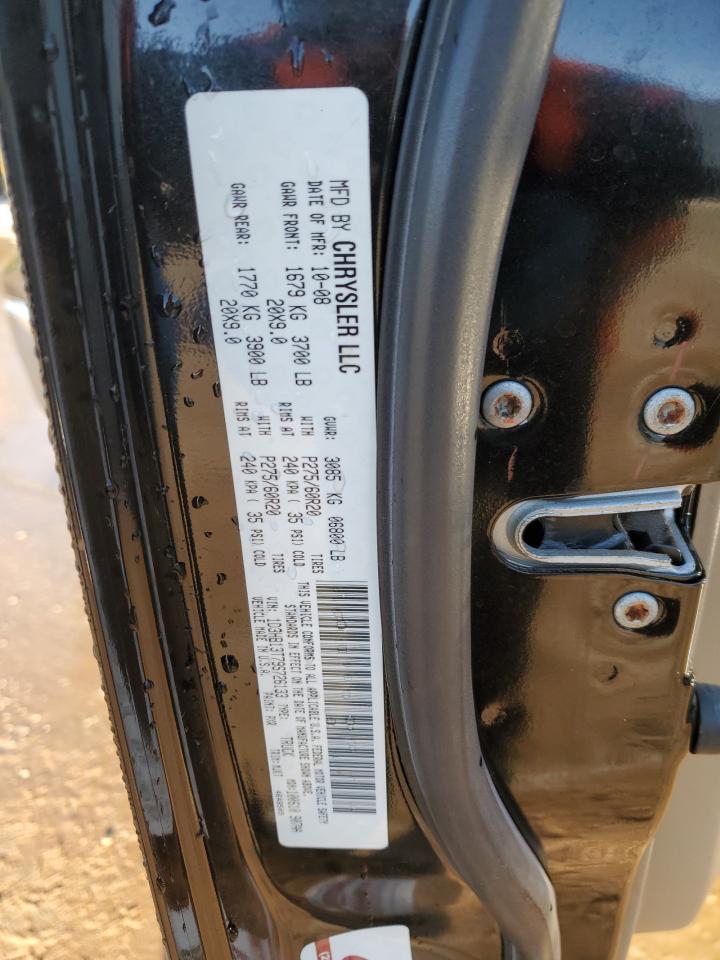 MFD BY CHRYSLER LLC
DATE OF MFR: 10-08 GVWR: 3085 KG 06800 LB
GAWR FRONT: 1679 KG 3700 LB WITH P275/60R20 TIRES
20X9.0 RIMS AT 240 KPA ( 35 PSI) COLD
GAWR REAR: 1770 KG 3900 LB WITH P275/60R20 TIRES
20X9.0 RIMS AT 240 KPA ( 35 PSI) COLD
THIS VEHICLE CONFORMS TO ALL APPLICABLE U.S.A. FEDERAL MOTOR VEHICLE SAFETY
STANDARDS IN EFFECT ON THE DATE OF MANUFACTURE SHOWN ABOVE.
VIN: 1D3HB13T79S726133 TYPE: TRUCK
VEHICLE MADE IN U.S.A. PAINT: